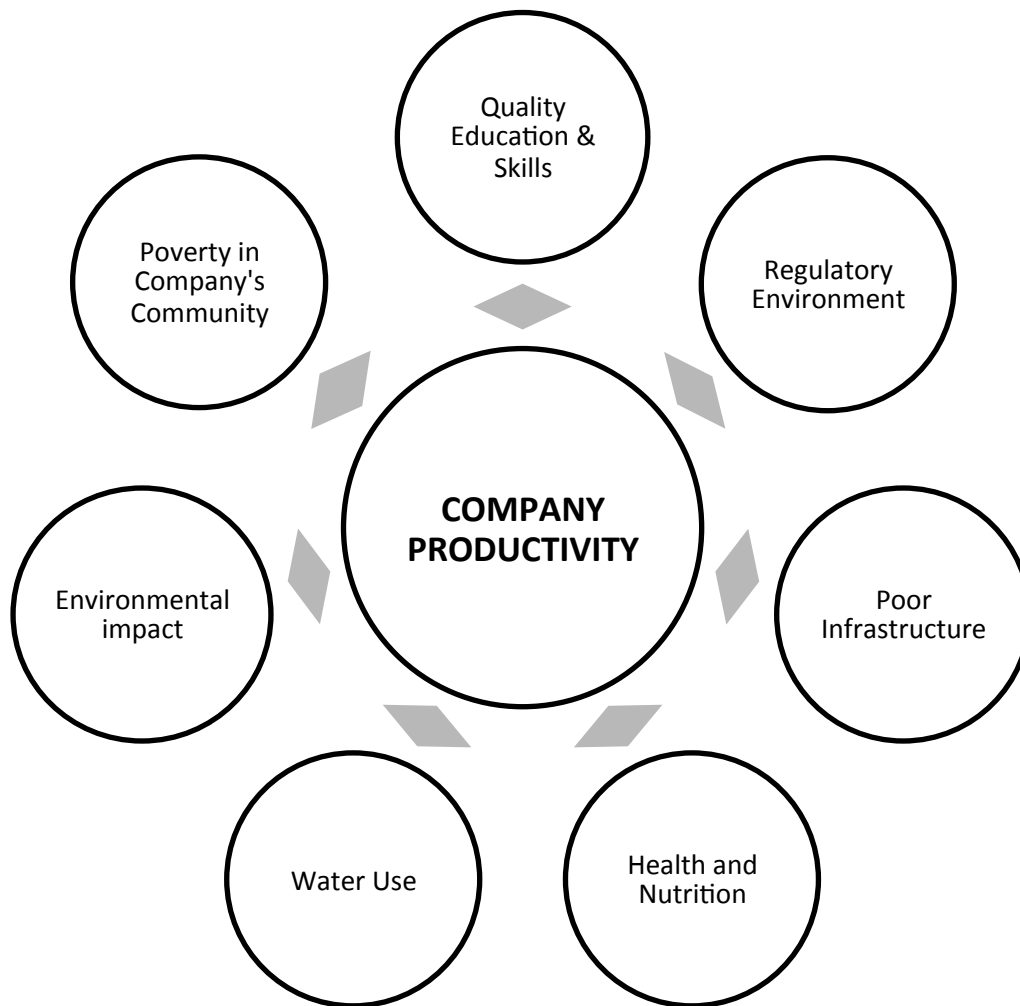 Quality
Education &
Skills
Poverty in
Company's
Community
Regulatory
Environment
COMPANY
PRODUCTIVITY
Environmental
impact
Poor
Infrastructure
Water Use
Health and
Nutrition